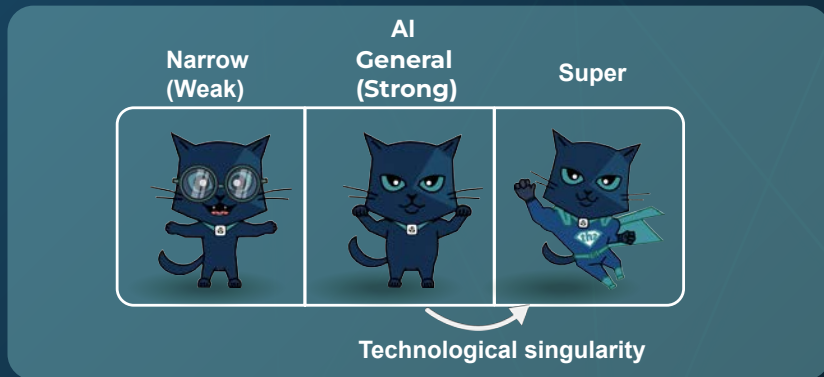 AI
Narrow
(Weak)
General
(Strong)
Super
Technological singularity